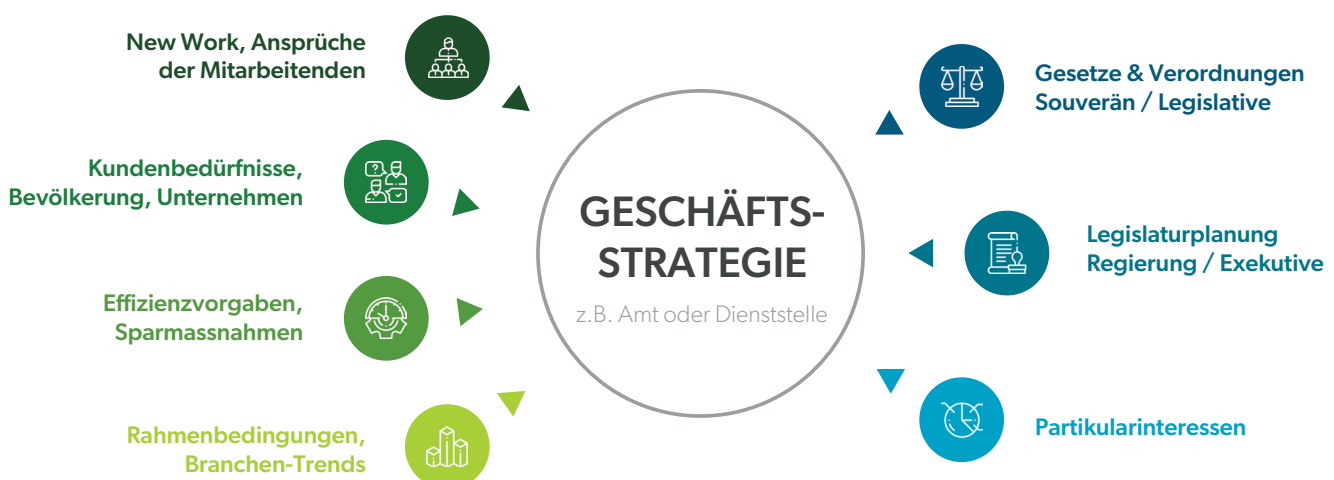 New Work, Ansprüche
der Mitarbeitenden
Kundenbedürfnisse,
Bevölkerung, Unternehmen
Effizienzvorgaben,
Sparmassnahmen
Rahmenbedingungen,
Branchen-Trends
GESCHÄFTS-
STRATEGIE
z.B. Amt oder Dienststelle
Gesetze & Verordnungen
Souverän / Legislative
Legislaturplanung
Regierung / Exekutive
Partikularinteressen